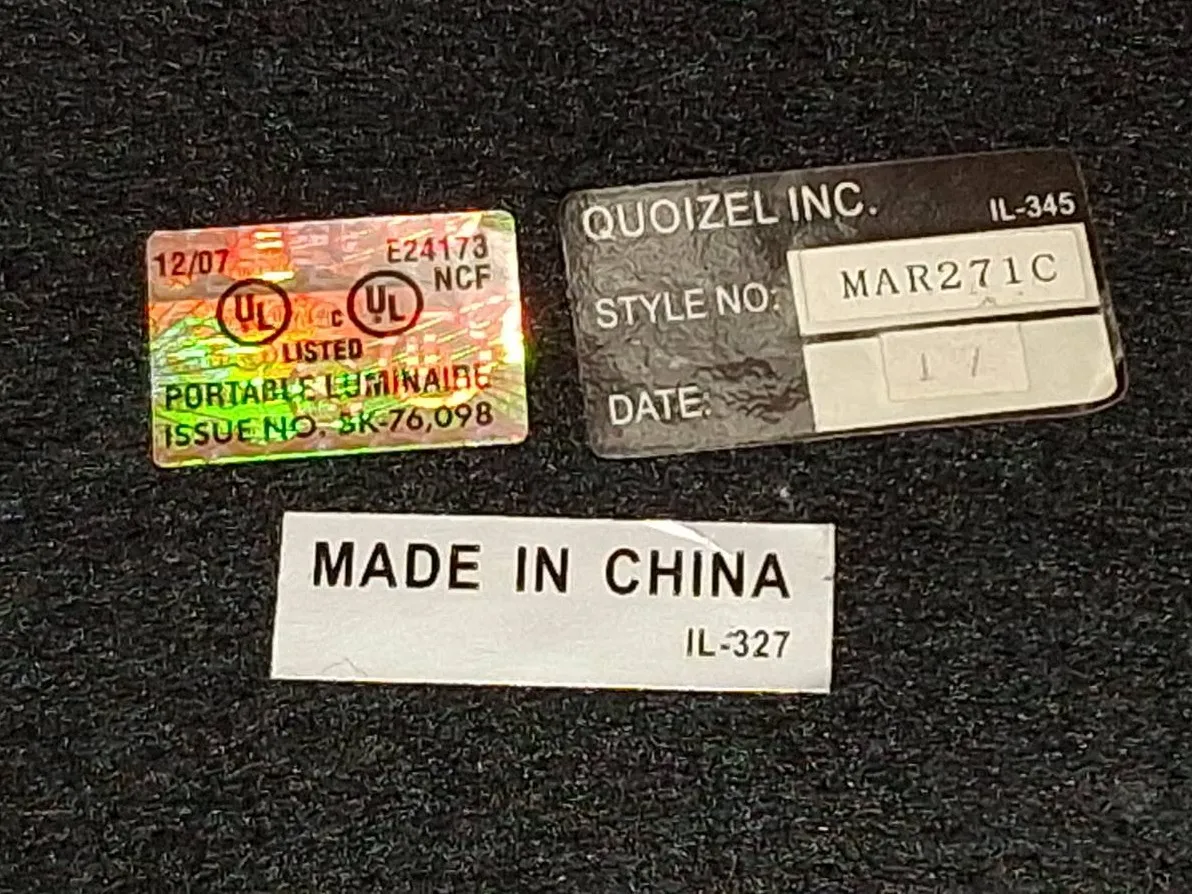 12/07 E24173
NCF
UL c UL
LISTED
PORTABLE LUMINAIRE
ISSUE NO. BK-76,098
QUOIZEL INC. IL-345
STYLE NO: MAR271C
DATE:
MADE IN CHINA
IL-327